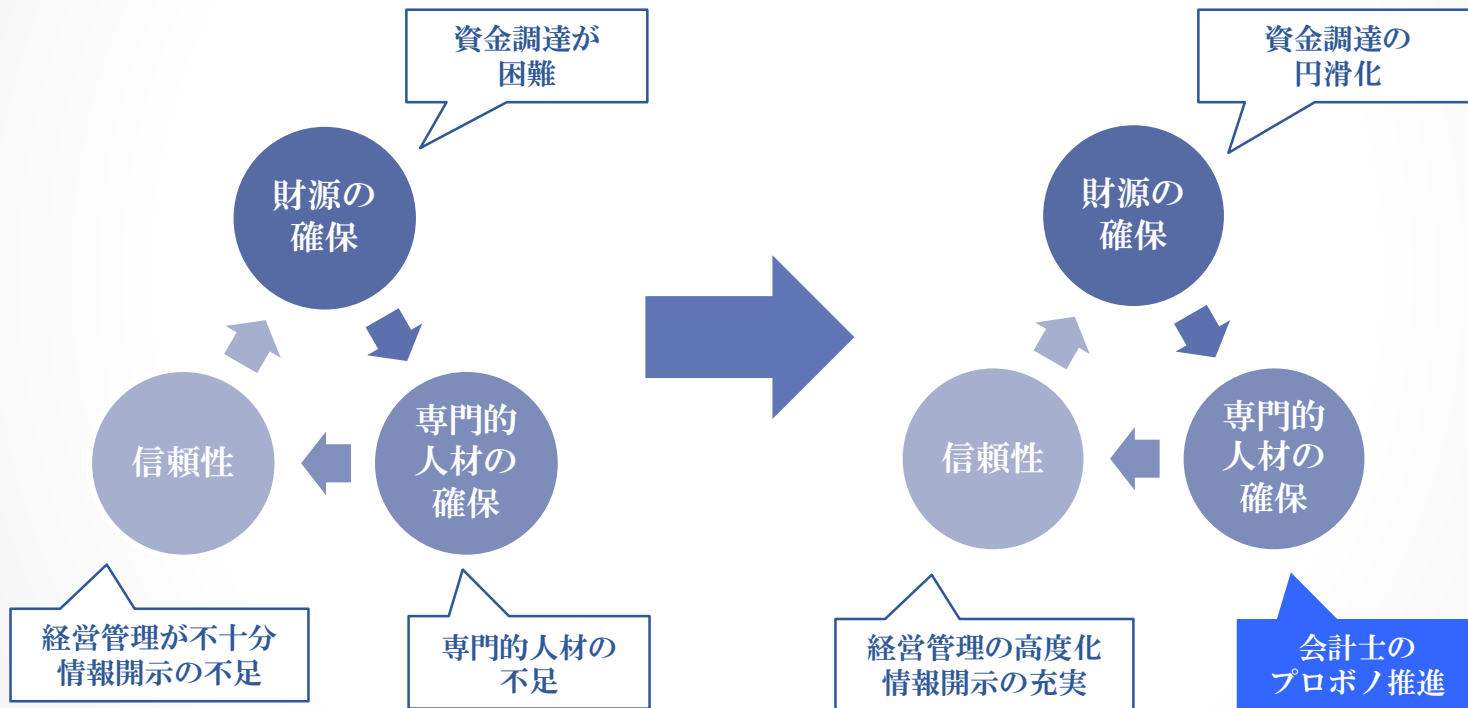 資金調達が
困難
財源の
確保
専門的
人材の
確保
信頼性
経営管理が不十分
情報開示の不足
専門的人材の
不足
資金調達の
円滑化
財源の
確保
専門的
人材の
確保
信頼性
経営管理の高度化
情報開示の充実
会計士の
プロボノ推進